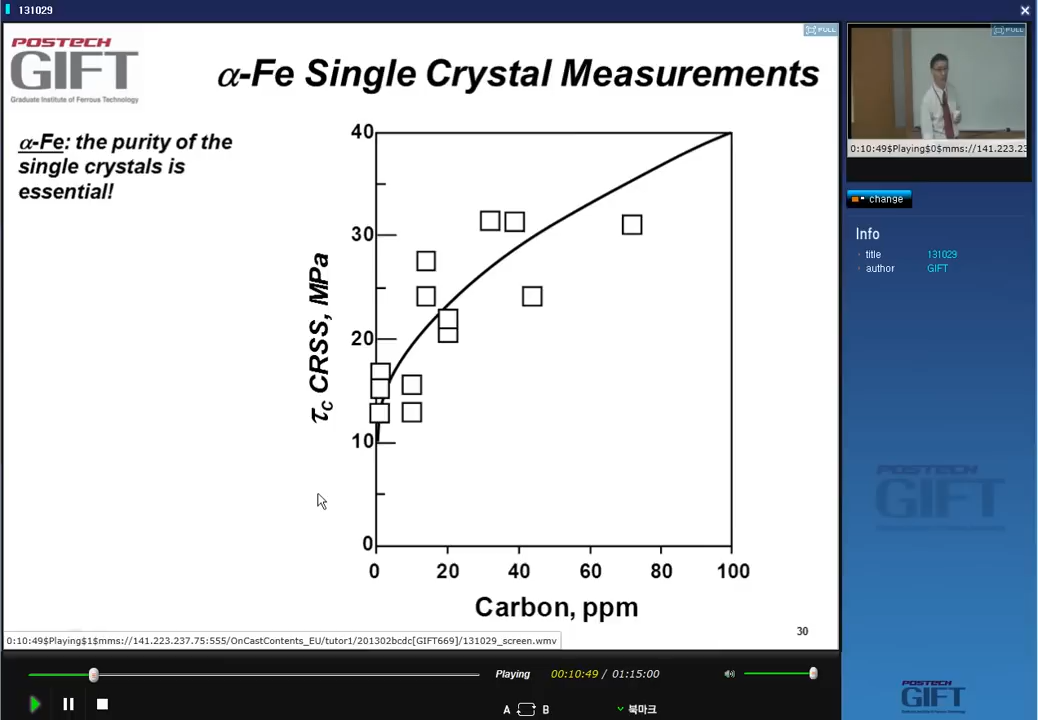 131029
POSTECH
GIFT
Graduate Institute of Ferrous Technology
α-Fe Single Crystal Measurements
FULL
α-Fe: the purity of the
single crystals is
essential!
40
30
20
10
0
τc CRSS, MPa
0 20 40 60 80 100
Carbon, ppm
30
0:10:49$Playing$1$mms://141.223.237.75:555/OnCastContents_EU/tutor1/201302bcdc[GIFT669]/131029_screen.wmv
Playing 00:10:49 / 01:15:00
A B 북마크
FULL
0:10:49$Playing$0$mms://141.223.23
change
Info
title 131029
author GIFT
POSTECH
GIFT
POSTECH
GIFT